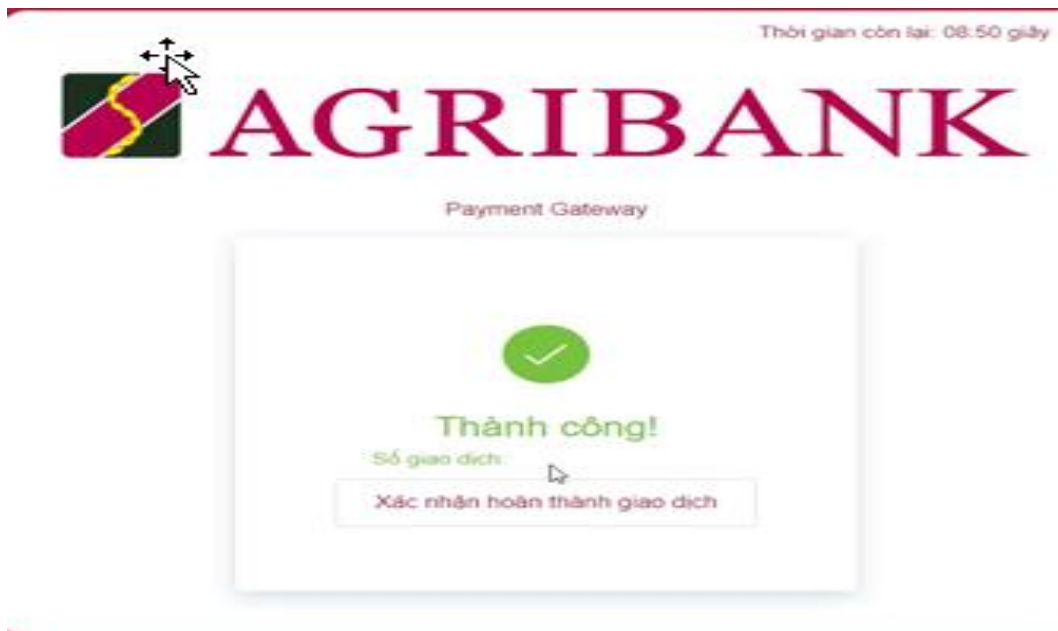 Thời gian còn lại: 08:50 giây
AGRIBANK
Payment Gateway
Thành công!
Số giao dịch:
Xác nhận hoàn thành giao dịch